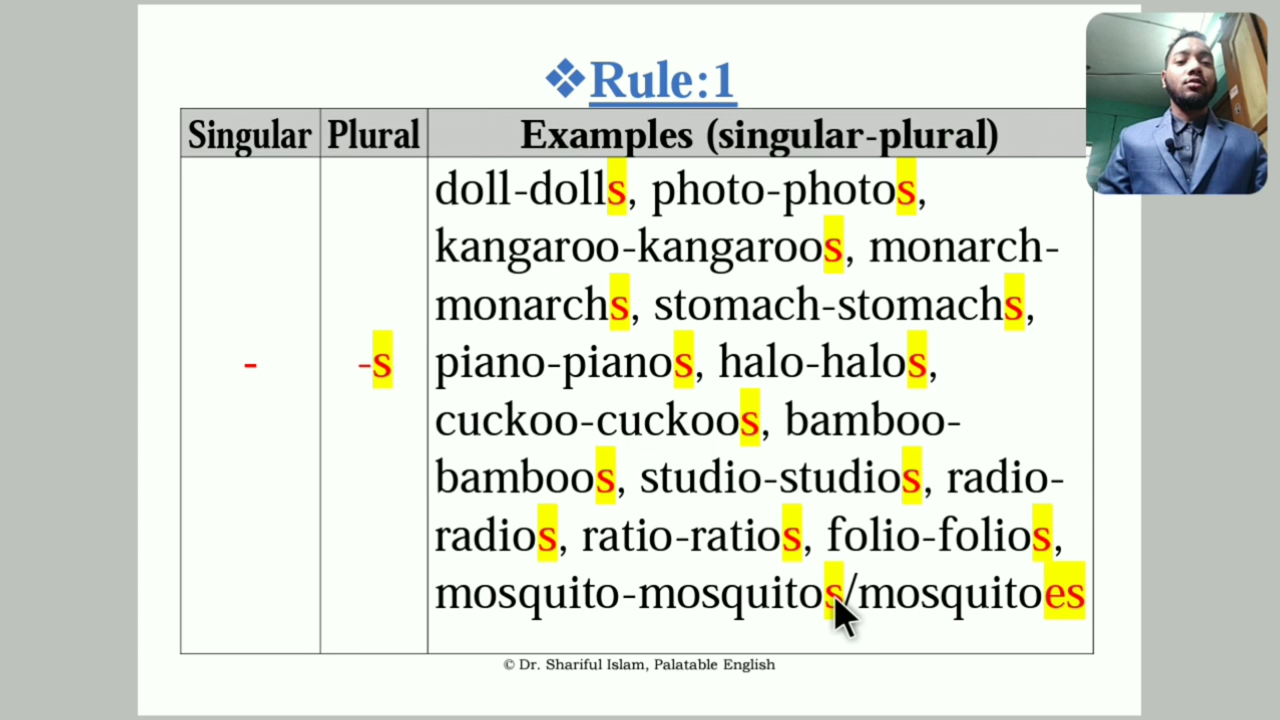 ❖Rule:1
Singular Plural Examples (singular-plural)
doll-dolls, photo-photos,
kangaroo-kangaroos, monarch-
monarchs, stomach-stomachs,
- -s piano-pianos, halo-halos,
cuckoo-cuckoos, bamboo-
bamboos, studio-studios, radio-
radios, ratio-ratios, folio-folios,
mosquito-mosquitos/mosquitoes
© Dr. Shariful Islam, Palatable English